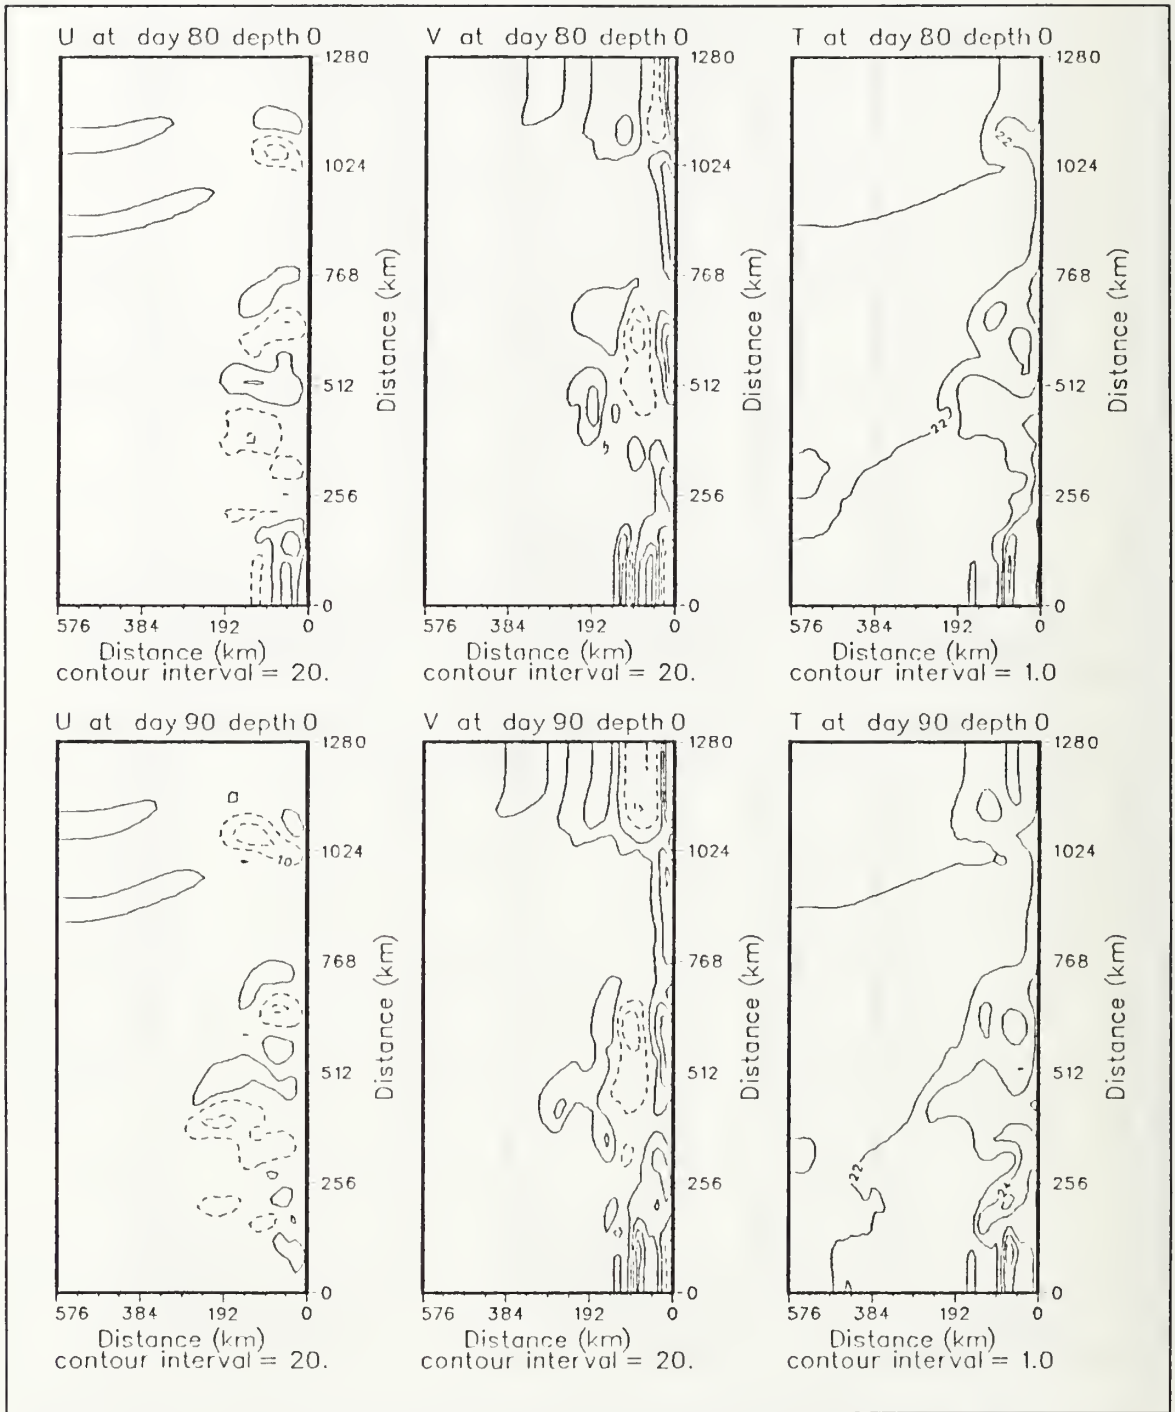 U at day 80 depth 0
1280
1024
768
512
256
0
Distance (km)
576 384 192 0
Distance (km)
contour interval = 20.
V at day 80 depth 0
1280
1024
768
512
256
0
Distance (km)
576 384 192 0
Distance (km)
contour interval = 20.
T at day 80 depth 0
22
22
1280
1024
768
512
256
0
Distance (km)
576 384 192 0
Distance (km)
contour interval = 1.0
U at day 90 depth 0
10
1280
1024
768
512
256
0
Distance (km)
576 384 192 0
Distance (km)
contour interval = 20.
V at day 90 depth 0
1280
1024
768
512
256
0
Distance (km)
576 384 192 0
Distance (km)
contour interval = 20.
T at day 90 depth 0
22
24
1280
1024
768
512
256
0
Distance (km)
576 384 192 0
Distance (km)
contour interval = 1.0